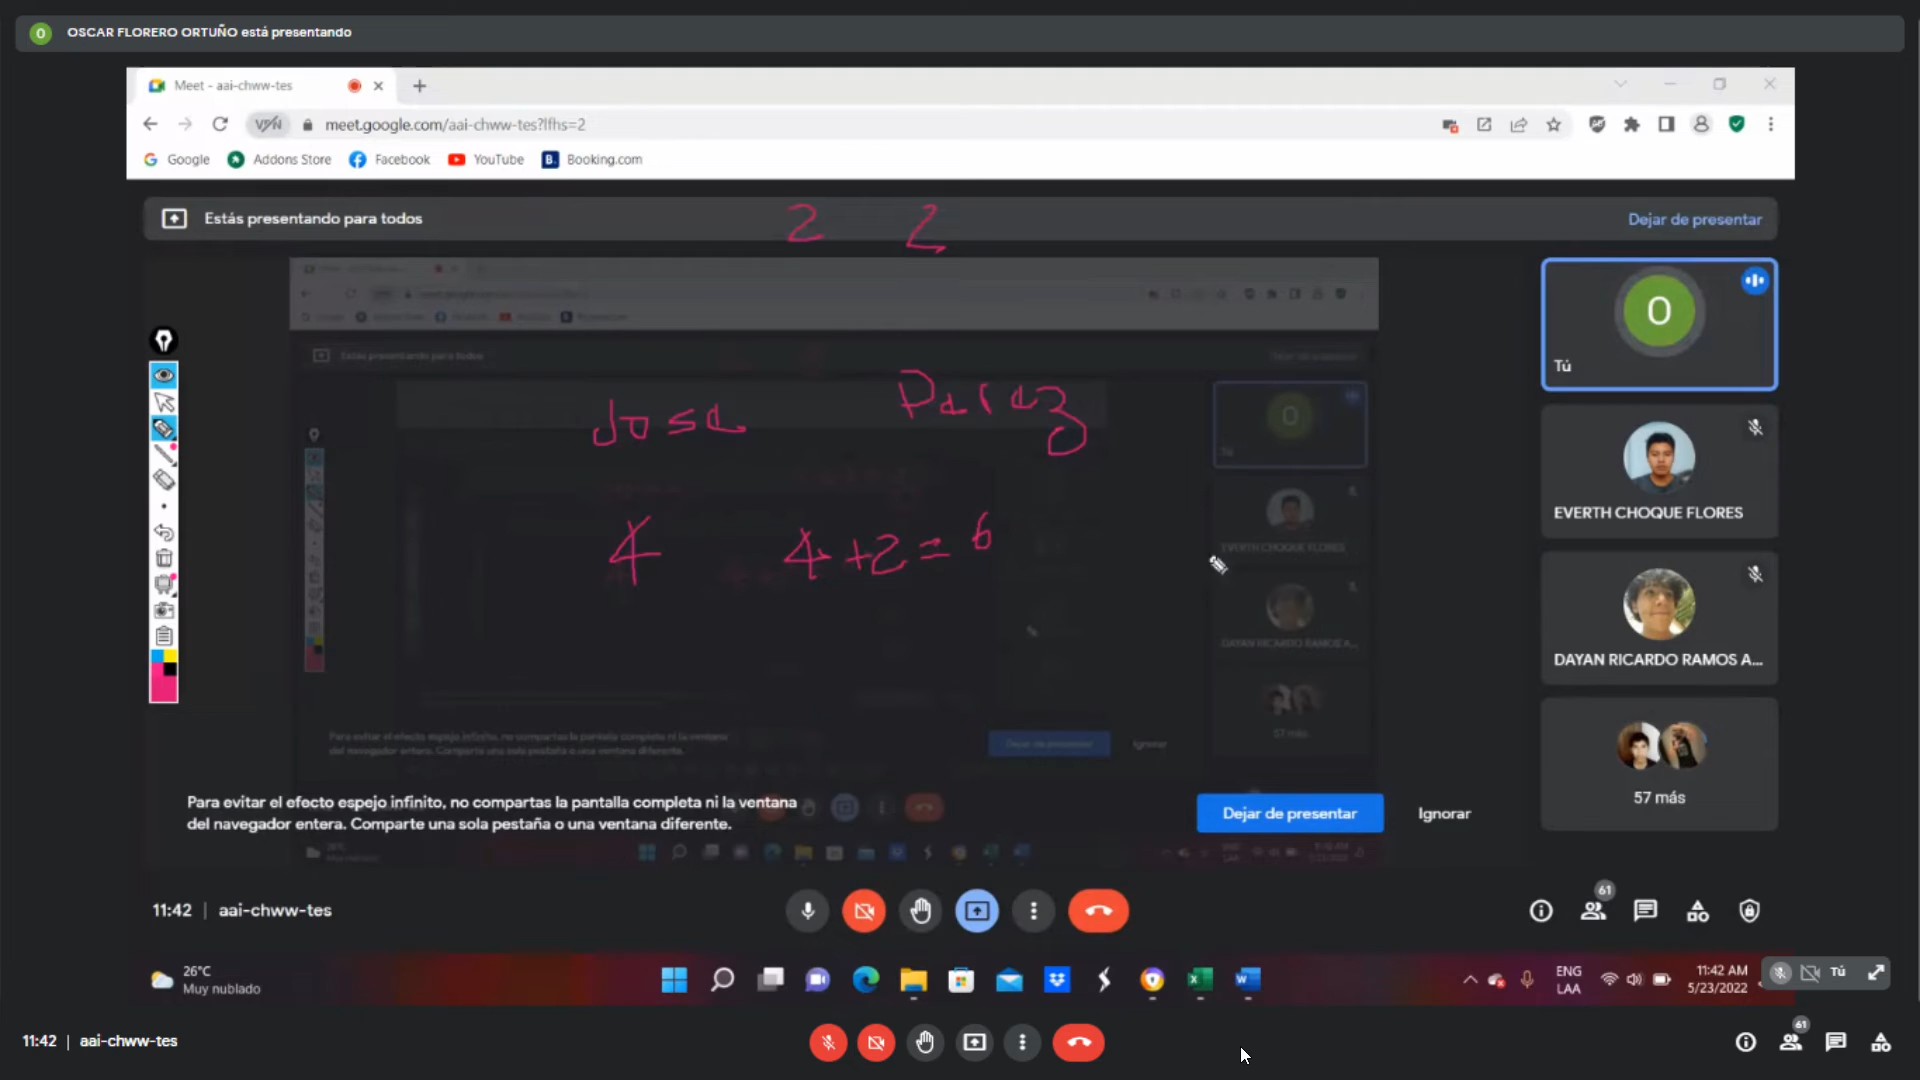 O OSCAR FLORERO ORTUÑO está presentando
Meet - aai-chww-tes
VPN meet.google.com/aai-chww-tes?lfhs=2
Google Addons Store Facebook YouTube B. Booking.com
Estás presentando para todos
Dejar de presentar
2 2
O
Tú
Jose Perez
4 4+2=6
EVERTH CHOQUE FLORES
DAYAN RICARDO RAMOS A...
57 más
Para evitar el efecto espejo infinito, no compartas la pantalla completa ni la ventana
del navegador entera. Comparte una sola pestaña o una ventana diferente.
Dejar de presentar Ignorar
11:42 | aai-chww-tes
61
26°C
Muy nublado
ENG
LAA
11:42 AM
5/23/2022
Tú
11:42 | aai-chww-tes
61